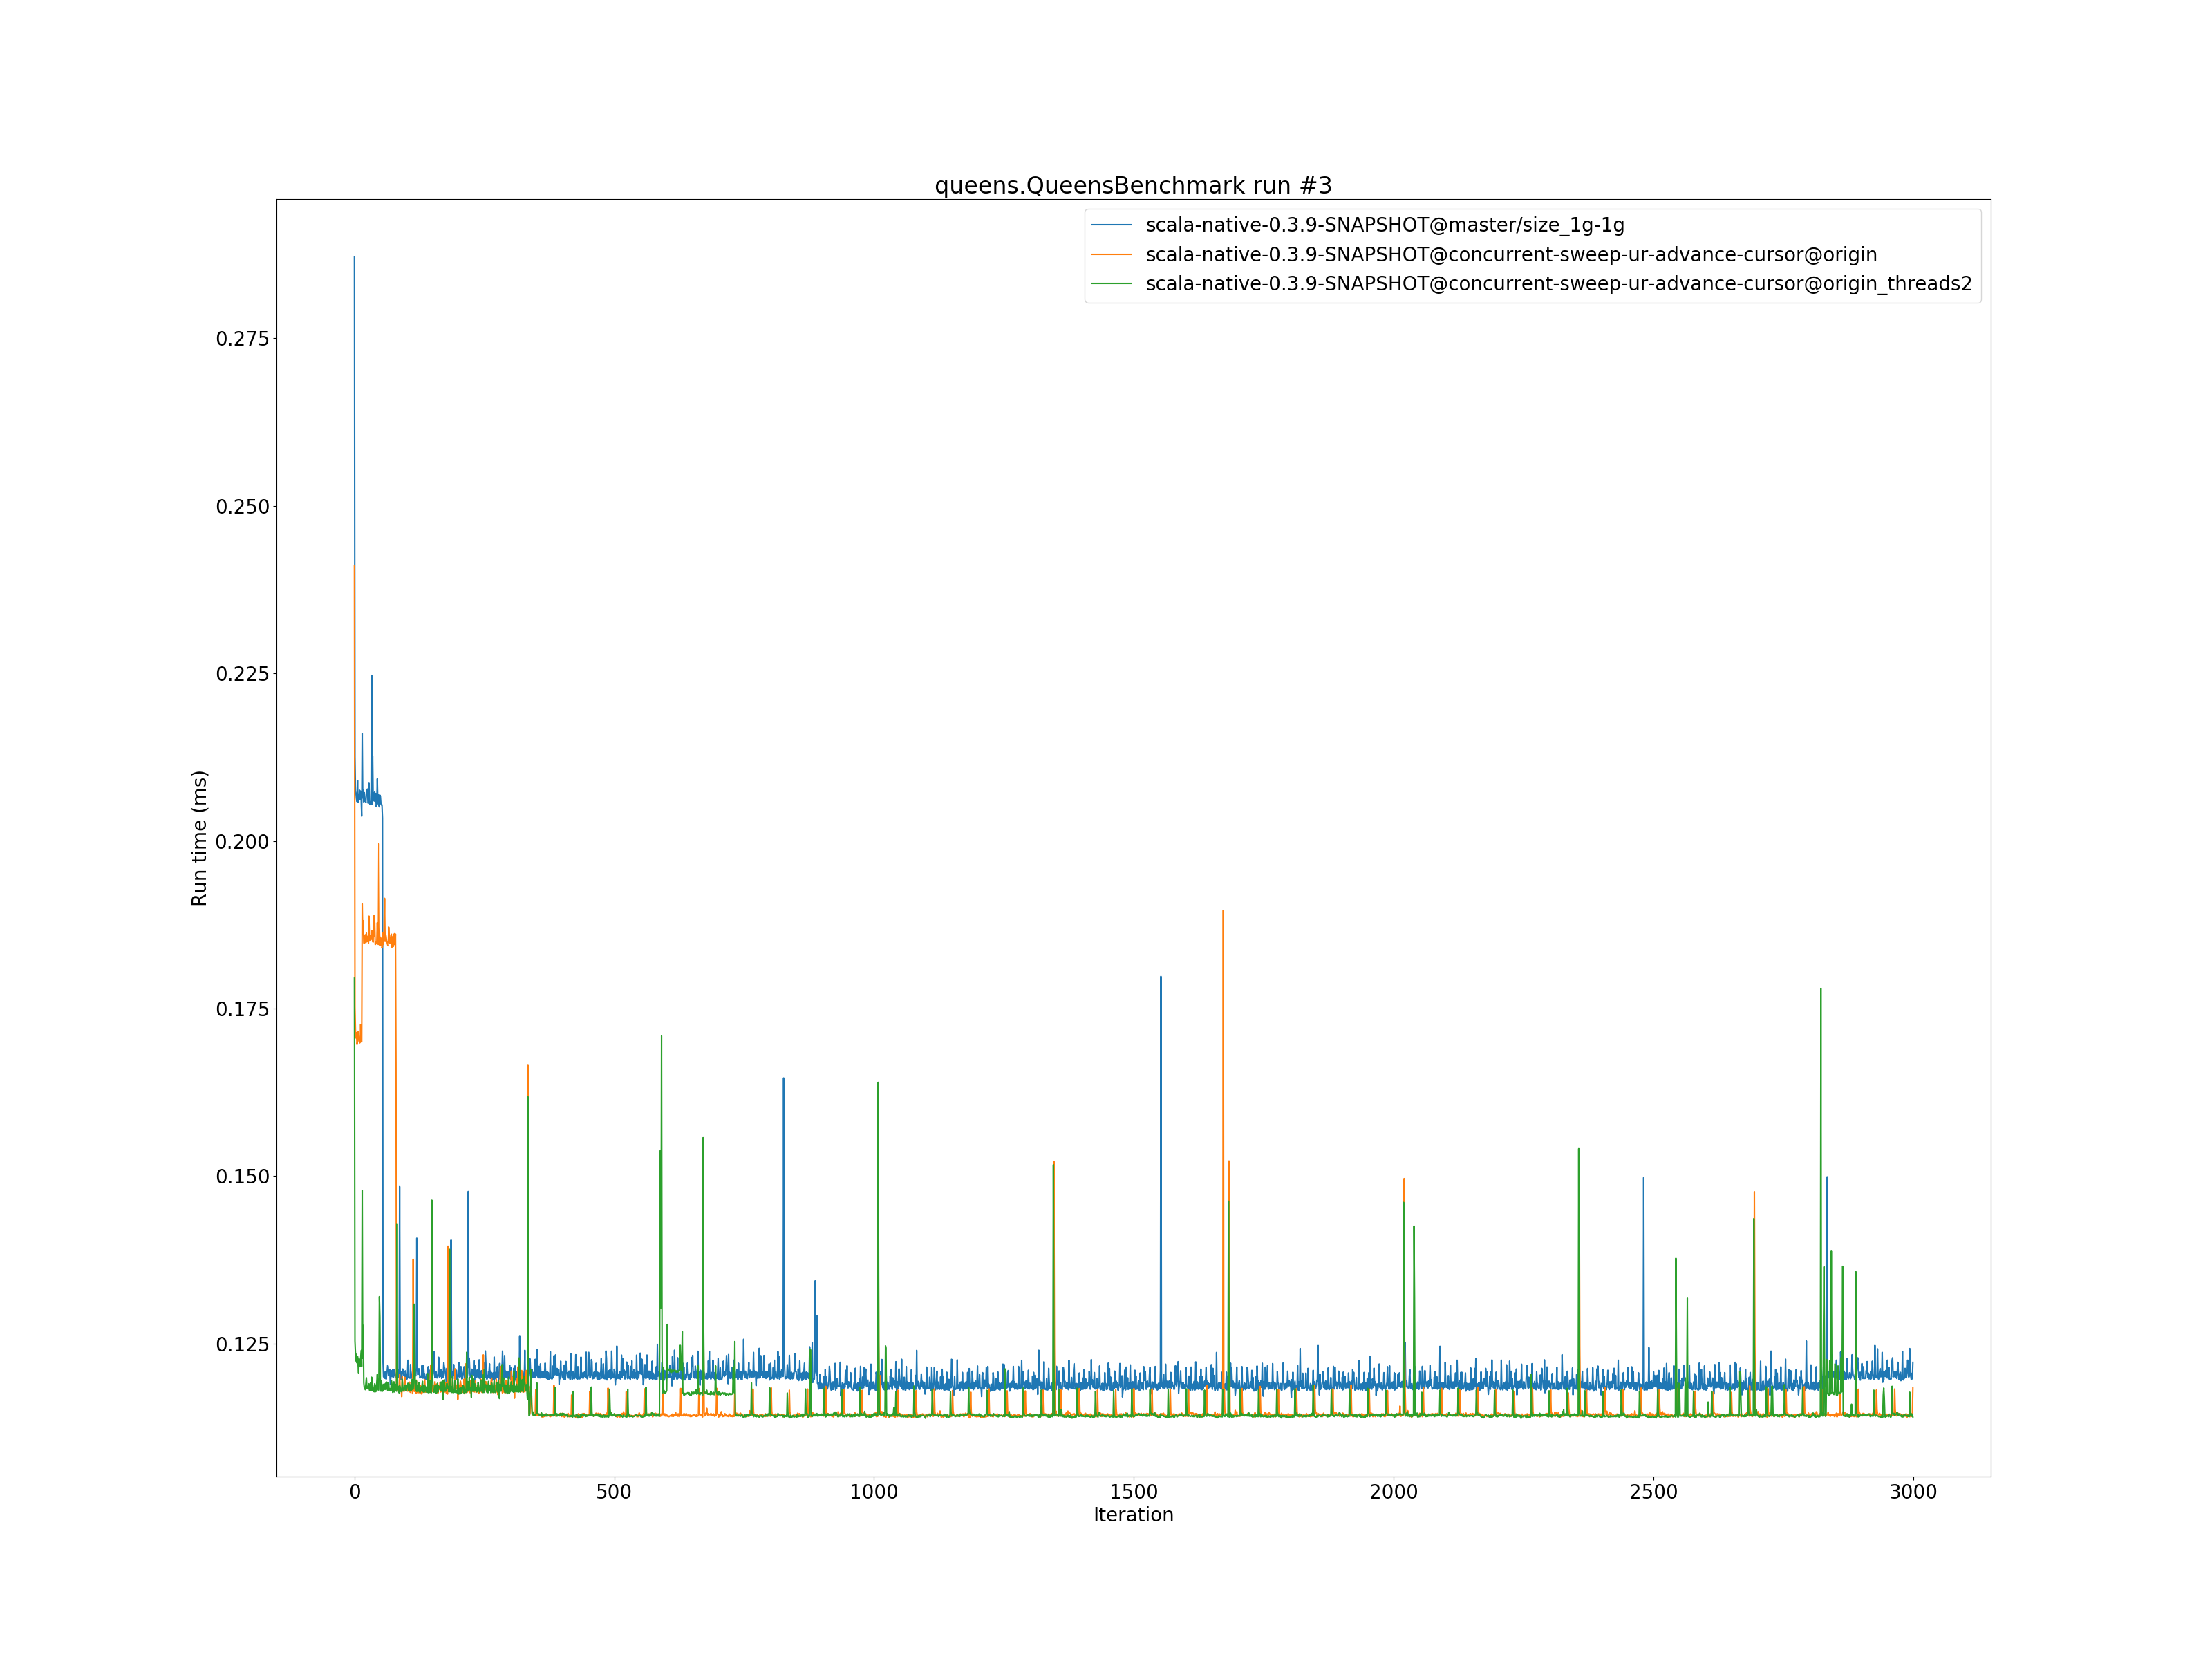 queens.QueensBenchmark run #3
scala-native-0.3.9-SNAPSHOT@master/size_1g-1g
scala-native-0.3.9-SNAPSHOT@concurrent-sweep-ur-advance-cursor@origin
scala-native-0.3.9-SNAPSHOT@concurrent-sweep-ur-advance-cursor@origin_threads2
0.275
0.250
0.225
0.200
0.175
0.150
0.125
Run time (ms)
0 500 1000 1500 2000 2500 3000
Iteration